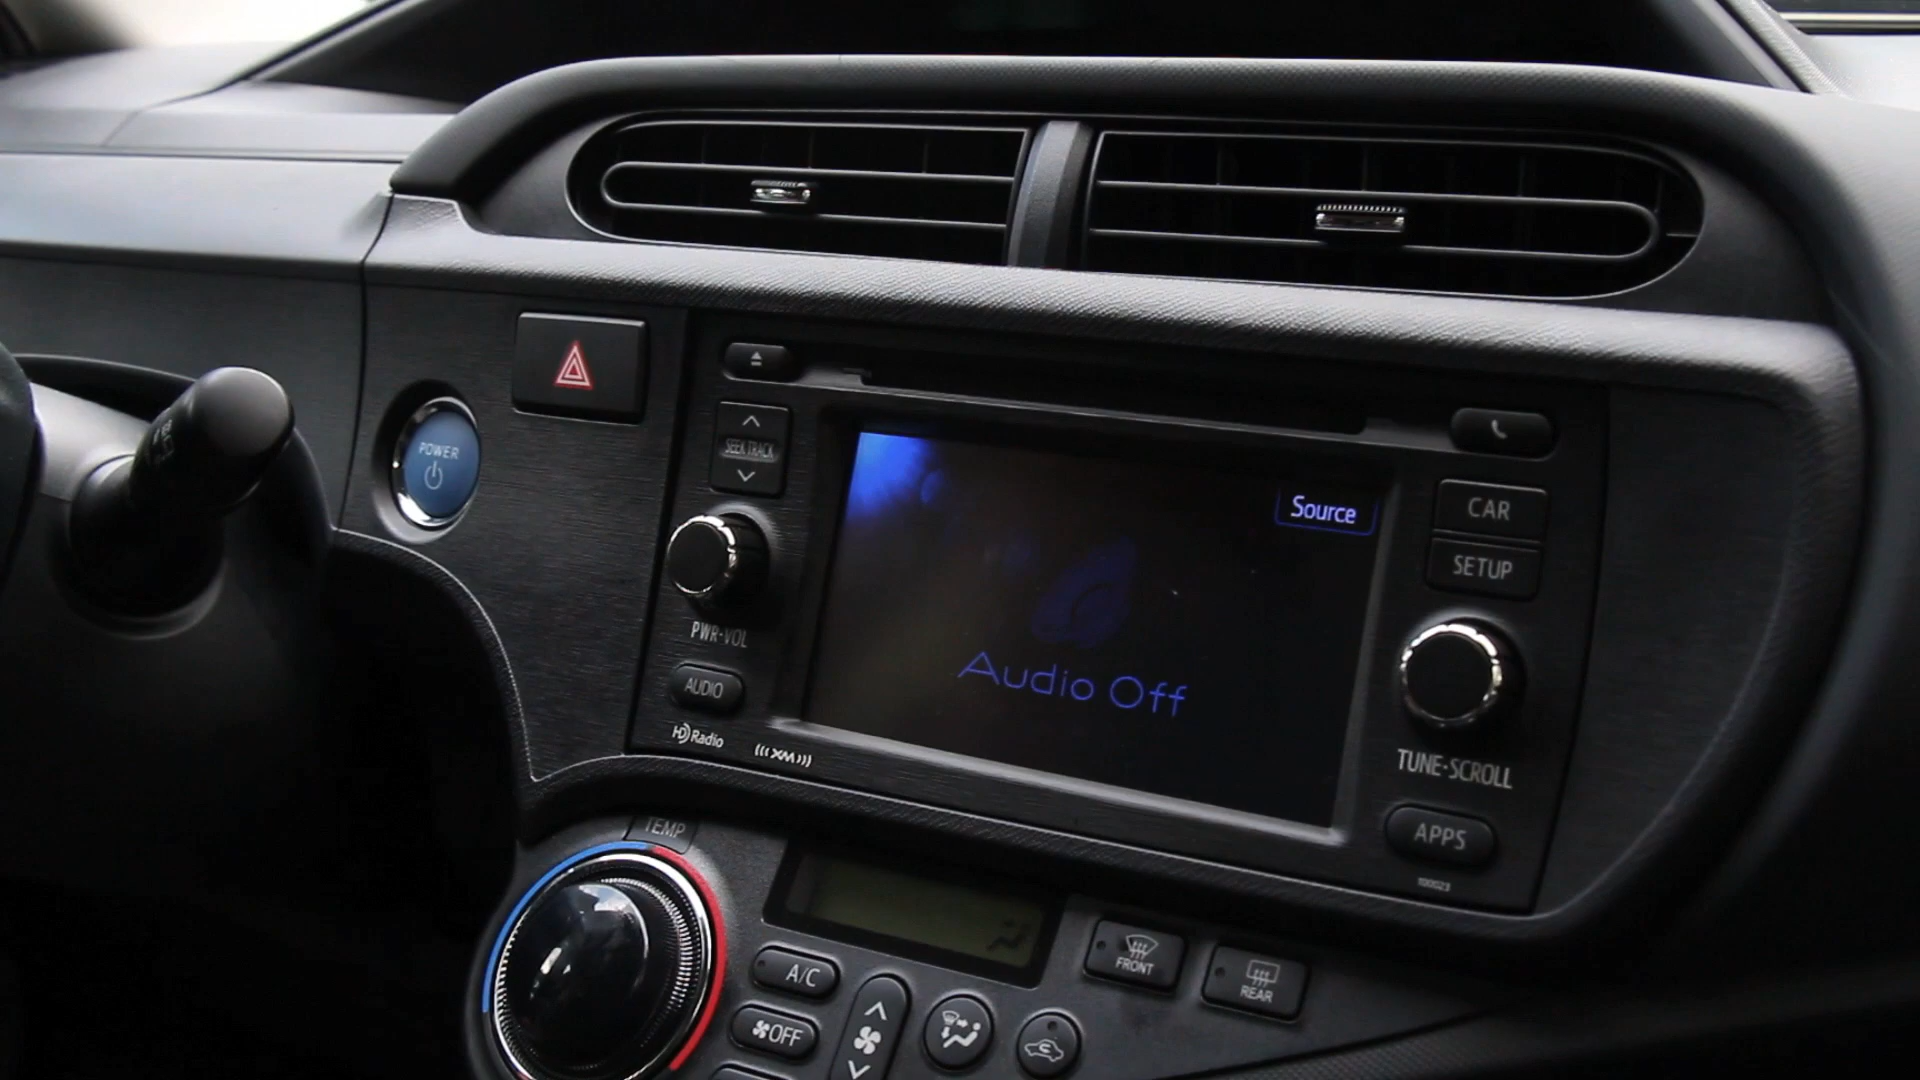 POWER
SEEK TRACK
PWR·VOL
AUDIO
HD Radio
((( XM )))
Source
Audio Off
CAR
SETUP
TUNE·SCROLL
APPS
100023
TEMP
A/C
OFF
FRONT
REAR